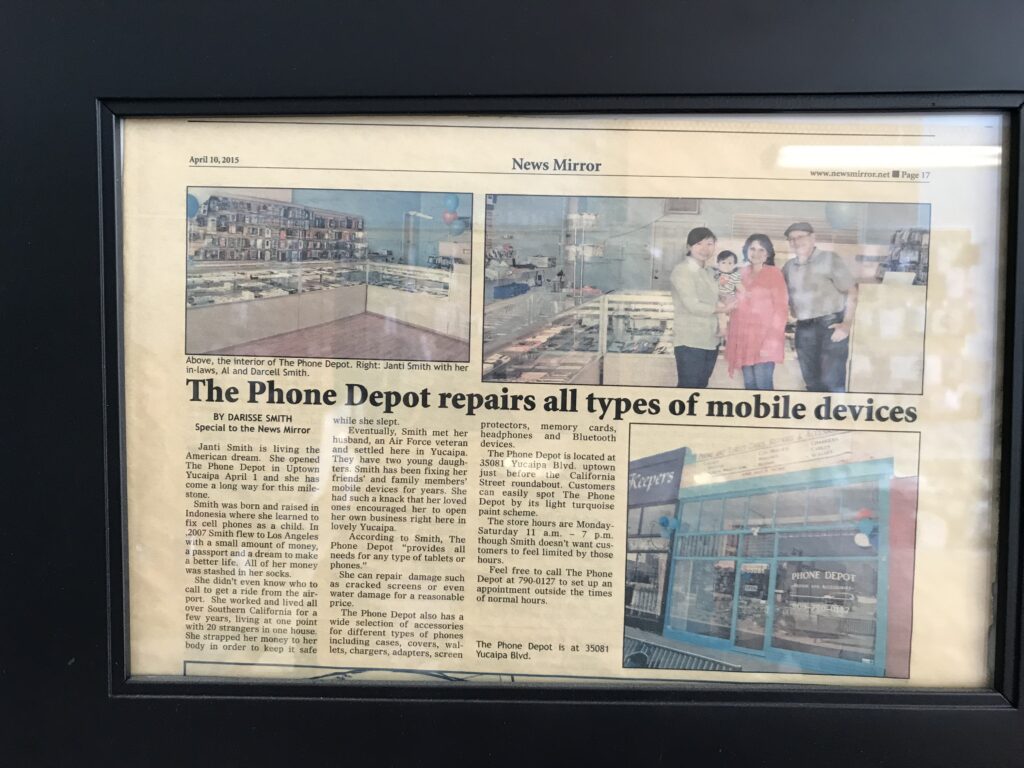 April 10, 2015
News Mirror
www.newsmirror.net ■ Page 17
Above, the interior of The Phone Depot. Right: Janti Smith with her
in-laws, Al and Darcell Smith.
The Phone Depot repairs all types of mobile devices
BY DARISSE SMITH
Special to the News Mirror
Janti Smith is living the
American dream. She opened
The Phone Depot in Uptown
Yucaipa April 1 and she has
come a long way for this mile-
stone.
Smith was born and raised in
Indonesia where she learned to
fix cell phones as a child. In
2007 Smith flew to Los Angeles
with a small amount of money,
a passport and a dream to make
a better life. All of her money
was stashed in her socks.
She didn't even know who to
call to get a ride from the air-
port. She worked and lived all
over Southern California for a
few years, living at one point
with 20 strangers in one house.
She strapped her money to her
body in order to keep it safe
while she slept.
Eventually, Smith met her
husband, an Air Force veteran
and settled here in Yucaipa.
They have two young daugh-
ters. Smith has been fixing her
friends' and family members'
mobile devices for years. She
had such a knack that her loved
ones encouraged her to open
her own business right here in
lovely Yucaipa.
According to Smith, The
Phone Depot "provides all
needs for any type of tablets or
phones."
She can repair damage such
as cracked screens or even
water damage for a reasonable
price.
The Phone Depot also has a
wide selection of accessories
for different types of phones
including cases, covers, wal-
lets, chargers, adapters, screen
protectors, memory cards,
headphones and Bluetooth
devices.
The Phone Depot is located at
35081 Yucaipa Blvd. uptown
just before the California
Street roundabout. Customers
can easily spot The Phone
Depot by its light turquoise
paint scheme.
The store hours are Monday-
Saturday 11 a.m. – 7 p.m.
though Smith doesn't want cus-
tomers to feel limited by those
hours.
Feel free to call The Phone
Depot at 790-0127 to set up an
appointment outside the times
of normal hours.
The Phone Depot is at 35081
Yucaipa Blvd.
Keepers
OPEN
PHONE DEPOT